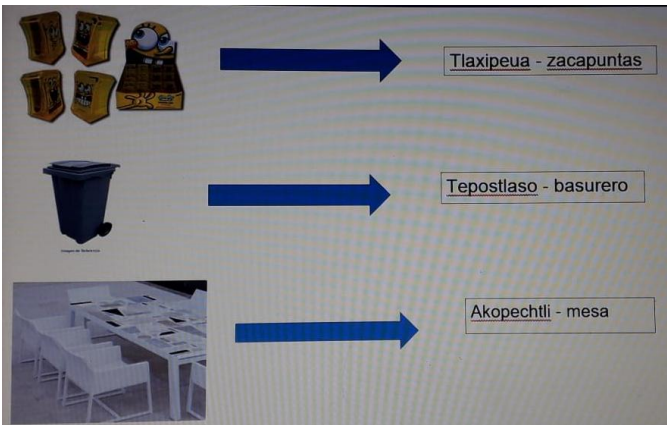 Tlaxipeua - zacapuntas
Tepostlaso - basurero
Akopechtli - mesa